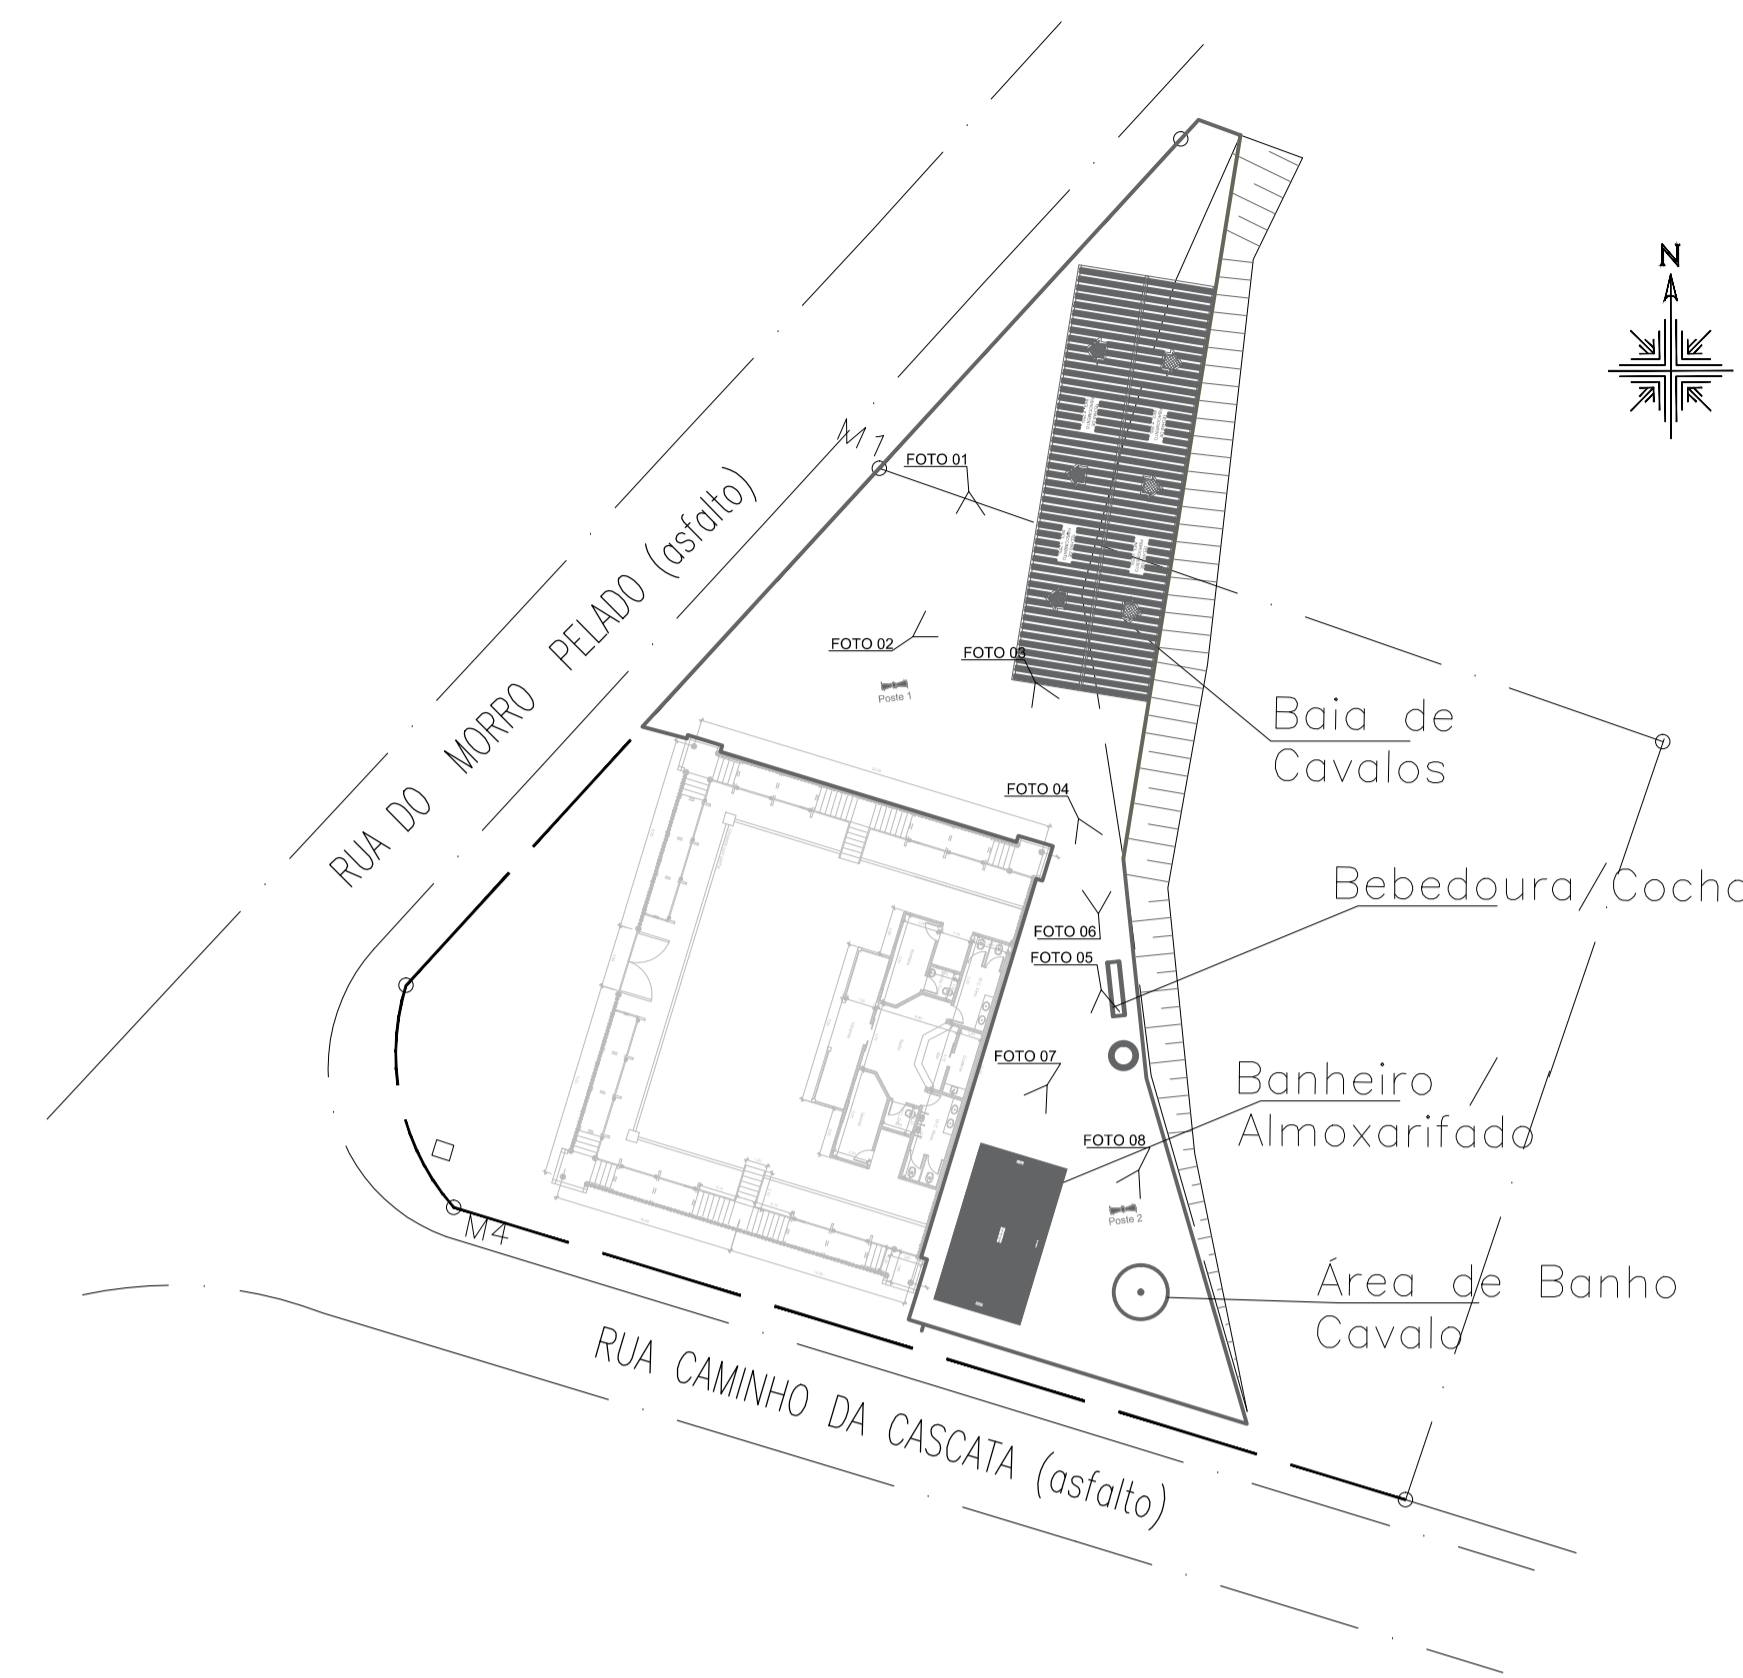 N
M1
FOTO 01
RUA DO MORRO PELADO (asfalto)
FOTO 02
FOTO 03
Poste 1
Baia de
Cavalos
FOTO 04
Bebedoura/Cocho
FOTO 06
FOTO 05
FOTO 07
Banheiro /
Almoxarifado
FOTO 08
M4
Poste 2
Área de Banho
Cavalo
RUA CAMINHO DA CASCATA (asfalto)